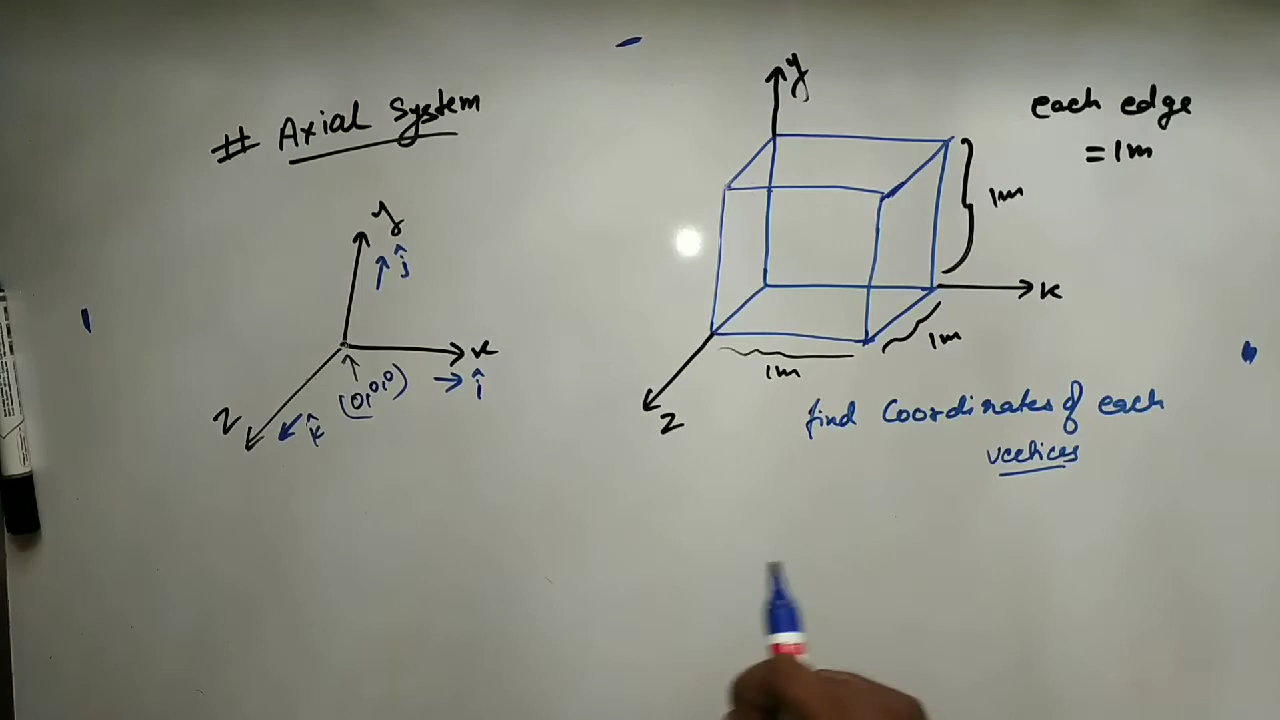 # Axial System
y
ĵ
x
î
(0,0,0)
z
k̂
y
each edge
= 1m
1m
x
1m
1m
z
find Coordinates of each
vertices